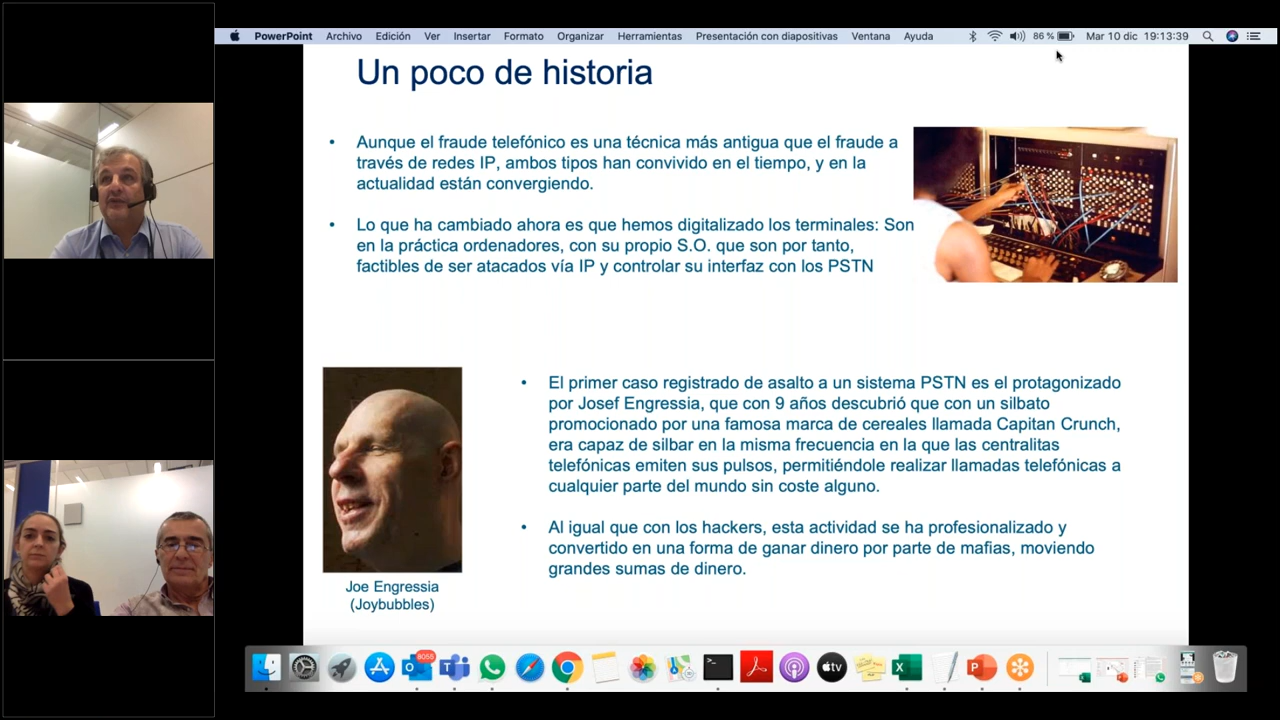 PowerPoint Archivo Edición Ver Insertar Formato Organizar Herramientas Presentación con diapositivas Ventana Ayuda 86 % Mar 10 dic 19:13:39
Un poco de historia
• Aunque el fraude telefónico es una técnica más antigua que el fraude a
través de redes IP, ambos tipos han convivido en el tiempo, y en la
actualidad están convergiendo.
• Lo que ha cambiado ahora es que hemos digitalizado los terminales: Son
en la práctica ordenadores, con su propio S.O. que son por tanto,
factibles de ser atacados vía IP y controlar su interfaz con los PSTN
• El primer caso registrado de asalto a un sistema PSTN es el protagonizado
por Josef Engressia, que con 9 años descubrió que con un silbato
promocionado por una famosa marca de cereales llamada Capitan Crunch,
era capaz de silbar en la misma frecuencia en la que las centralitas
telefónicas emiten sus pulsos, permitiéndole realizar llamadas telefónicas a
cualquier parte del mundo sin coste alguno.
• Al igual que con los hackers, esta actividad se ha profesionalizado y
convertido en una forma de ganar dinero por parte de mafias, moviendo
grandes sumas de dinero.
Joe Engressia
(Joybubbles)
8055
tv